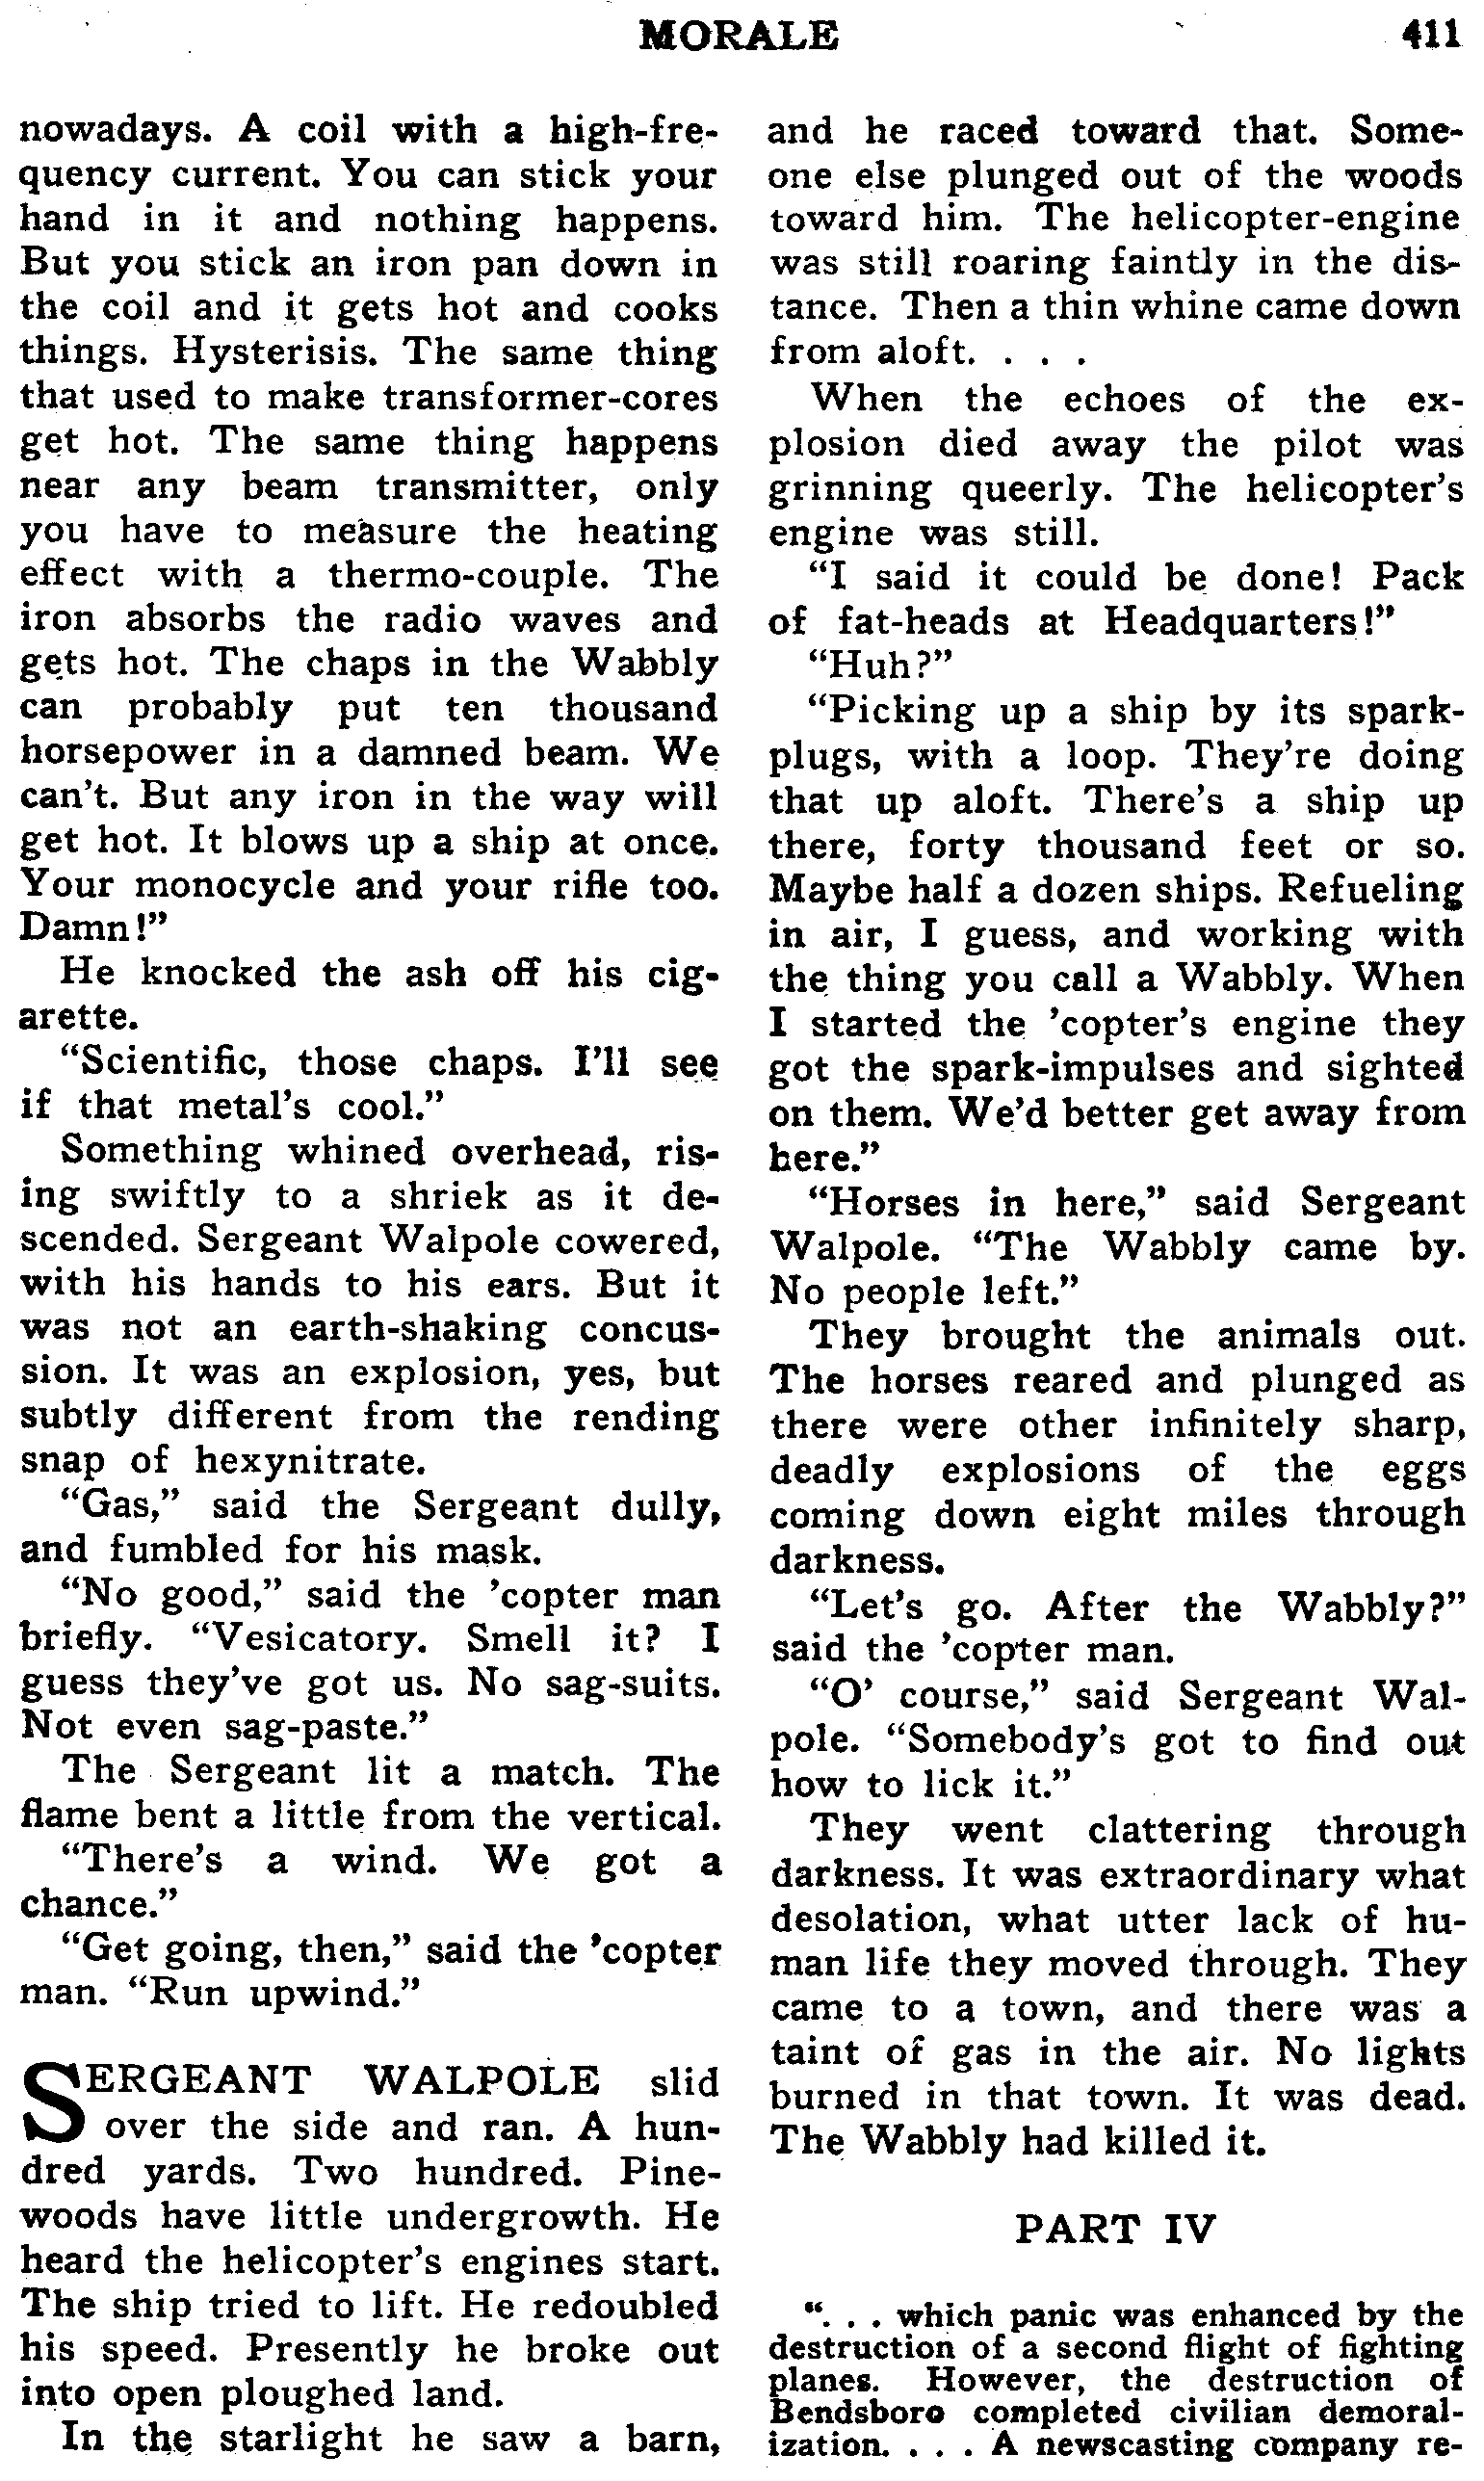 MORALE 411
nowadays. A coil with a high-fre-
quency current. You can stick your
hand in it and nothing happens.
But you stick an iron pan down in
the coil and it gets hot and cooks
things. Hysterisis. The same thing
that used to make transformer-cores
get hot. The same thing happens
near any beam transmitter, only
you have to measure the heating
effect with a thermo-couple. The
iron absorbs the radio waves and
gets hot. The chaps in the Wabbly
can probably put ten thousand
horsepower in a damned beam. We
can't. But any iron in the way will
get hot. It blows up a ship at once.
Your monocycle and your rifle too.
Damn!”
He knocked the ash off his cig-
arette.
“Scientific, those chaps. I'll see
if that metal's cool.”
Something whined overhead, ris-
ing swiftly to a shriek as it de-
scended. Sergeant Walpole cowered,
with his hands to his ears. But it
was not an earth-shaking concus-
sion. It was an explosion, yes, but
subtly different from the rending
snap of hexynitrate.
“Gas,” said the Sergeant dully,
and fumbled for his mask.
“No good,” said the ’copter man
briefly. “Vesicatory. Smell it? I
guess they've got us. No sag-suits.
Not even sag-paste.”
The Sergeant lit a match. The
flame bent a little from the vertical.
“There's a wind. We got a
chance.”
“Get going, then,” said the ’copter
man. “Run upwind.”
SERGEANT WALPOLE slid
over the side and ran. A hun-
dred yards. Two hundred. Pine-
woods have little undergrowth. He
heard the helicopter's engines start.
The ship tried to lift. He redoubled
his speed. Presently he broke out
into open ploughed land.
In the starlight he saw a barn,
and he raced toward that. Some-
one else plunged out of the woods
toward him. The helicopter-engine
was still roaring faintly in the dis-
tance. Then a thin whine came down
from aloft. . . .
When the echoes of the ex-
plosion died away the pilot was
grinning queerly. The helicopter's
engine was still.
“I said it could be done! Pack
of fat-heads at Headquarters!”
“Huh?”
“Picking up a ship by its spark-
plugs, with a loop. They're doing
that up aloft. There's a ship up
there, forty thousand feet or so.
Maybe half a dozen ships. Refueling
in air, I guess, and working with
the thing you call a Wabbly. When
I started the ’copter's engine they
got the spark-impulses and sighted
on them. We'd better get away from
here.”
“Horses in here,” said Sergeant
Walpole. “The Wabbly came by.
No people left.”
They brought the animals out.
The horses reared and plunged as
there were other infinitely sharp,
deadly explosions of the eggs
coming down eight miles through
darkness.
“Let's go. After the Wabbly?”
said the ’copter man.
“O’ course,” said Sergeant Wal-
pole. “Somebody's got to find out
how to lick it.”
They went clattering through
darkness. It was extraordinary what
desolation, what utter lack of hu-
man life they moved through. They
came to a town, and there was a
taint of gas in the air. No lights
burned in that town. It was dead.
The Wabbly had killed it.
PART IV
“. . . which panic was enhanced by the
destruction of a second flight of fighting
planes. However, the destruction of
Bendsboro completed civilian demoral-
ization. . . . A newscasting company re-